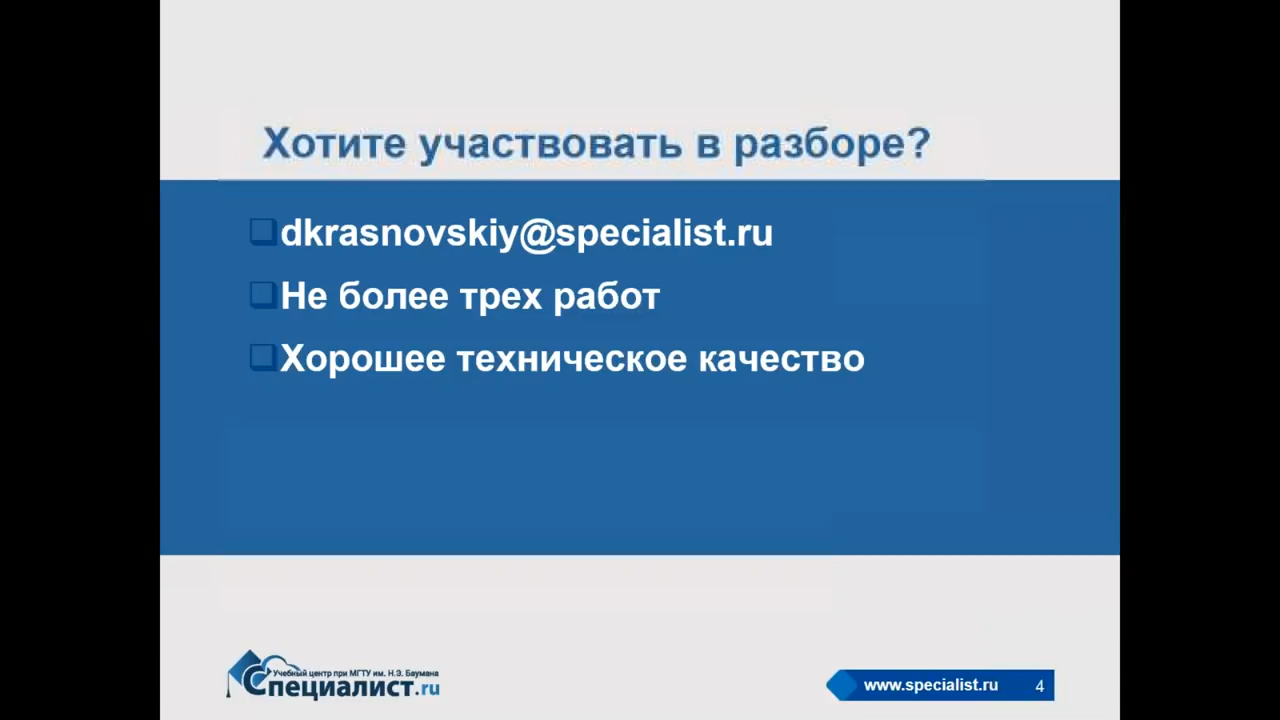 Хотите участвовать в разборе?
dkrasnovskiy@specialist.ru
Не более трех работ
Хорошее техническое качество
Учебный центр при МГТУ им. Н.Э. Баумана
Специалист.ru
www.specialist.ru 4